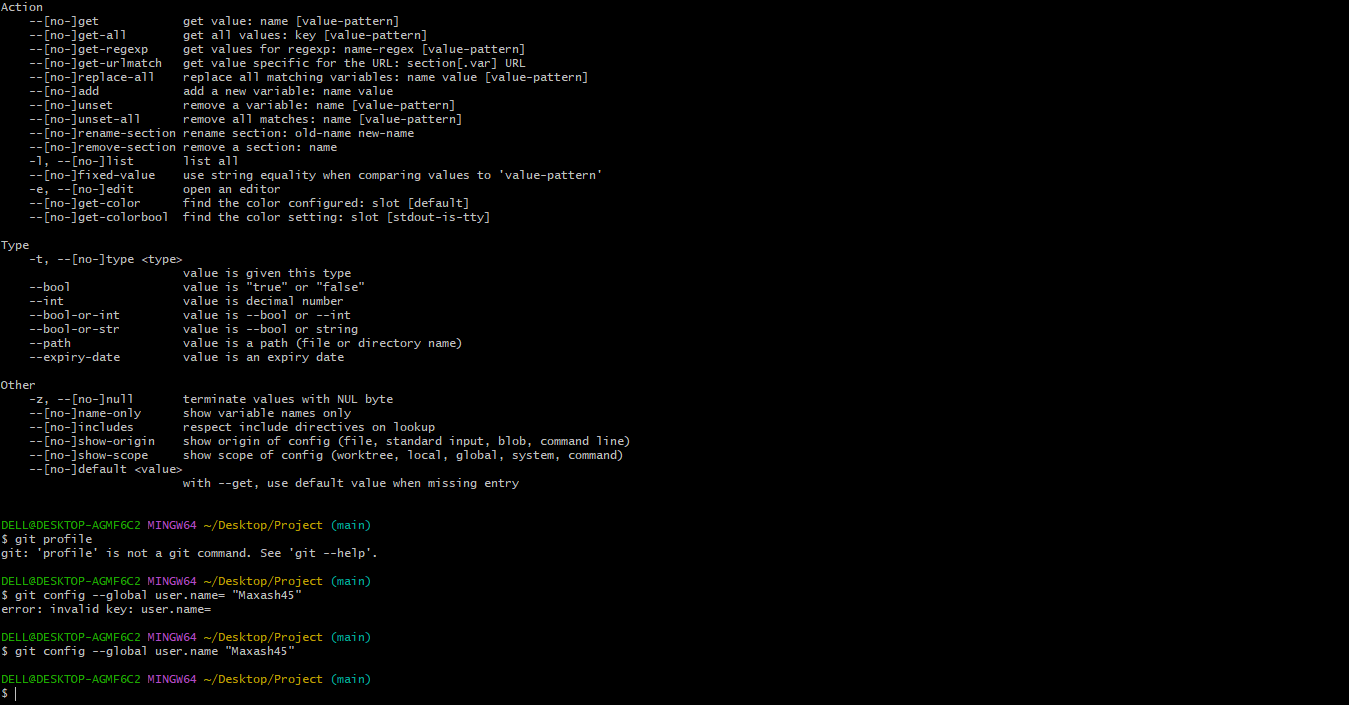 Action
    --[no-]get            get value: name [value-pattern]
    --[no-]get-all        get all values: key [value-pattern]
    --[no-]get-regexp     get values for regexp: name-regex [value-pattern]
    --[no-]get-urlmatch   get value specific for the URL: section[.var] URL
    --[no-]replace-all    replace all matching variables: name value [value-pattern]
    --[no-]add            add a new variable: name value
    --[no-]unset          remove a variable: name [value-pattern]
    --[no-]unset-all      remove all matches: name [value-pattern]
    --[no-]rename-section rename section: old-name new-name
    --[no-]remove-section remove a section: name
    -l, --[no-]list       list all
    --[no-]fixed-value    use string equality when comparing values to 'value-pattern'
    -e, --[no-]edit       open an editor
    --[no-]get-color      find the color configured: slot [default]
    --[no-]get-colorbool  find the color setting: slot [stdout-is-tty]

Type
    -t, --[no-]type <type>
                          value is given this type
    --bool                value is "true" or "false"
    --int                 value is decimal number
    --bool-or-int         value is --bool or --int
    --bool-or-str         value is --bool or string
    --path                value is a path (file or directory name)
    --expiry-date         value is an expiry date

Other
    -z, --[no-]null       terminate values with NUL byte
    --[no-]name-only      show variable names only
    --[no-]includes       respect include directives on lookup
    --[no-]show-origin    show origin of config (file, standard input, blob, command line)
    --[no-]show-scope     show scope of config (worktree, local, global, system, command)
    --[no-]default <value>
                          with --get, use default value when missing entry

DELL@DESKTOP-AGMF6C2 MINGW64 ~/Desktop/Project (main)
$ git profile
git: 'profile' is not a git command. See 'git --help'.

DELL@DESKTOP-AGMF6C2 MINGW64 ~/Desktop/Project (main)
$ git config --global user.name= "Maxash45"
error: invalid key: user.name=

DELL@DESKTOP-AGMF6C2 MINGW64 ~/Desktop/Project (main)
$ git config --global user.name "Maxash45"

DELL@DESKTOP-AGMF6C2 MINGW64 ~/Desktop/Project (main)
$